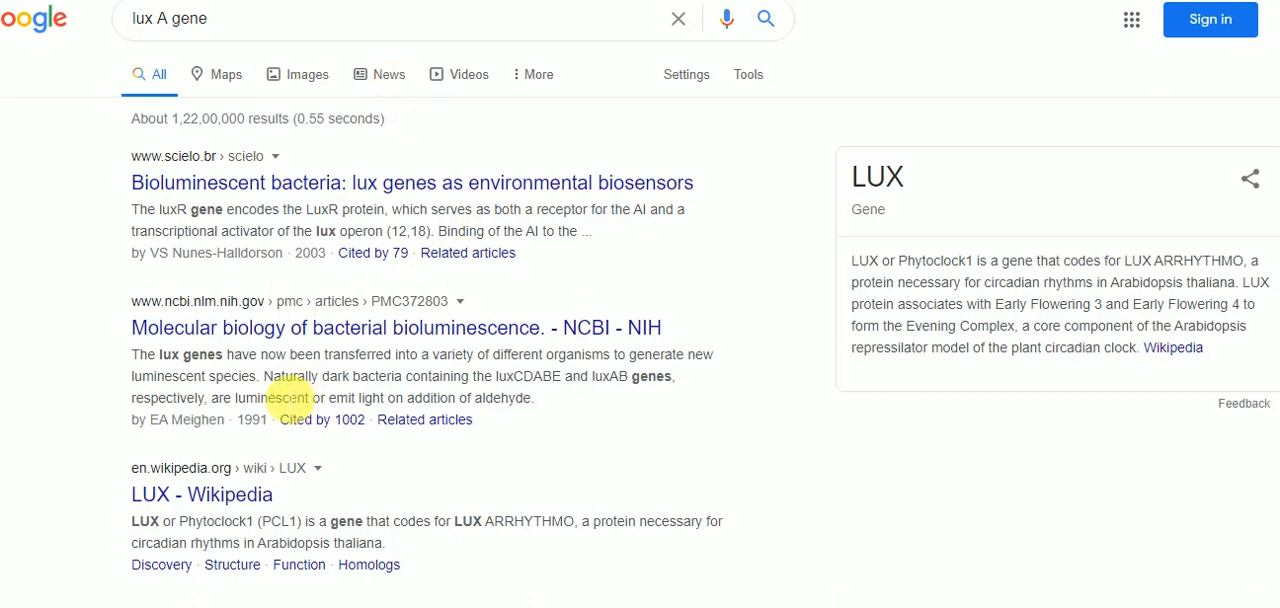 oogle
lux A gene
Sign in
All Maps Images News Videos More Settings Tools
About 1,22,00,000 results (0.55 seconds)
www.scielo.br › scielo
Bioluminescent bacteria: lux genes as environmental biosensors
The luxR gene encodes the LuxR protein, which serves as both a receptor for the AI and a
transcriptional activator of the lux operon (12,18). Binding of the AI to the ...
by VS Nunes-Halldorson · 2003 · Cited by 79 · Related articles
www.ncbi.nlm.nih.gov › pmc › articles › PMC372803
Molecular biology of bacterial bioluminescence. - NCBI - NIH
The lux genes have now been transferred into a variety of different organisms to generate new
luminescent species. Naturally dark bacteria containing the luxCDABE and luxAB genes,
respectively, are luminescent or emit light on addition of aldehyde.
by EA Meighen · 1991 · Cited by 1002 · Related articles
en.wikipedia.org › wiki › LUX
LUX - Wikipedia
LUX or Phytoclock1 (PCL1) is a gene that codes for LUX ARRHYTHMO, a protein necessary for
circadian rhythms in Arabidopsis thaliana.
Discovery · Structure · Function · Homologs
LUX
Gene
LUX or Phytoclock1 is a gene that codes for LUX ARRHYTHMO, a
protein necessary for circadian rhythms in Arabidopsis thaliana. LUX
protein associates with Early Flowering 3 and Early Flowering 4 to
form the Evening Complex, a core component of the Arabidopsis
repressilator model of the plant circadian clock. Wikipedia
Feedback